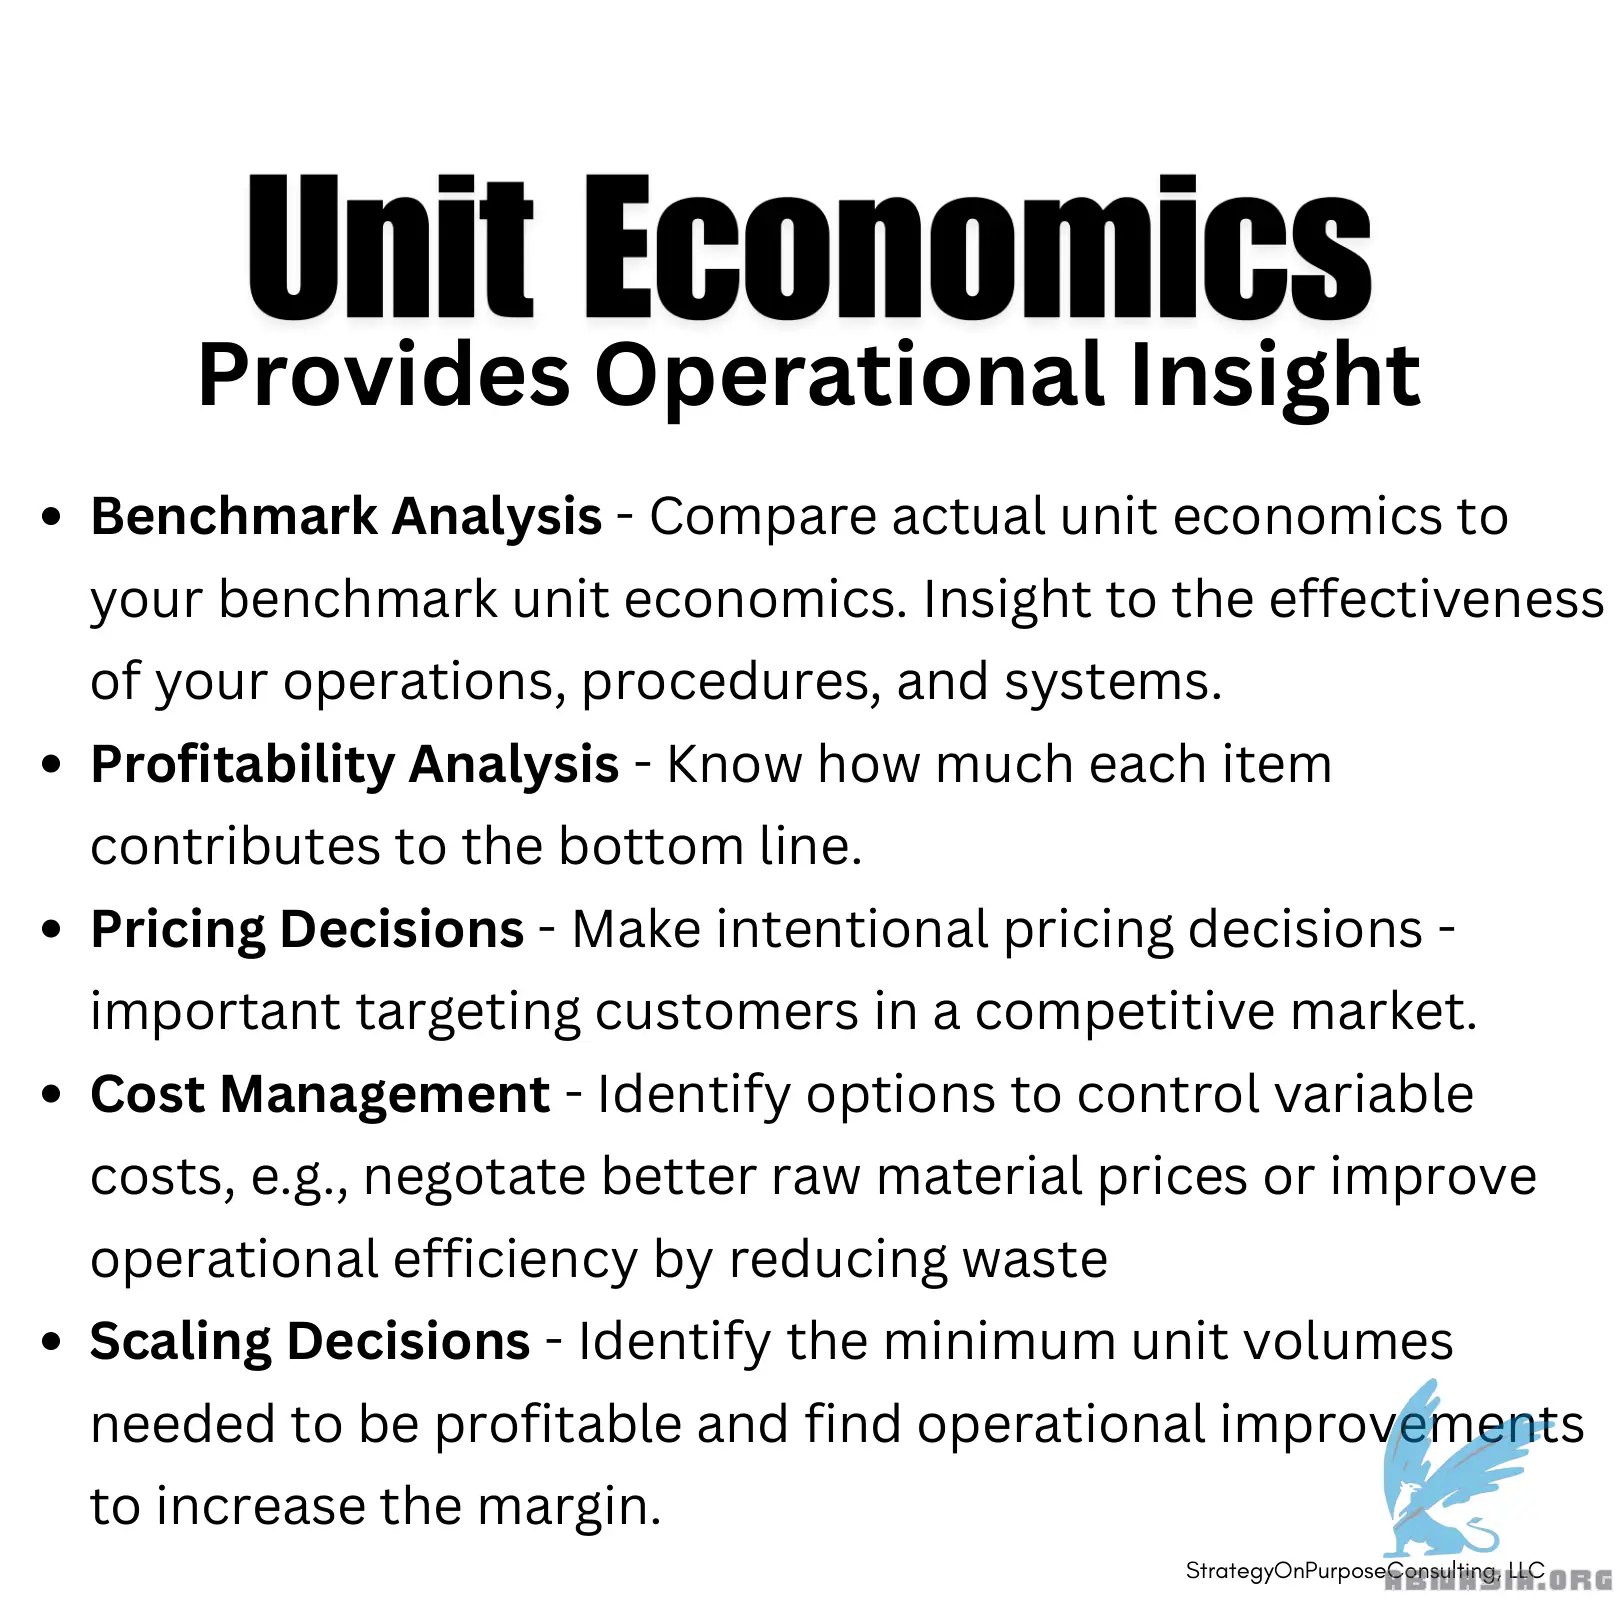 Unit Economics
Provides Operational Insight
• Benchmark Analysis - Compare actual unit economics to
your benchmark unit economics. Insight to the effectiveness
of your operations, procedures, and systems.
• Profitability Analysis - Know how much each item
contributes to the bottom line.
• Pricing Decisions - Make intentional pricing decisions -
important targeting customers in a competitive market.
• Cost Management - Identify options to control variable
costs, e.g., negotate better raw material prices or improve
operational efficiency by reducing waste
• Scaling Decisions - Identify the minimum unit volumes
needed to be profitable and find operational improvements
to increase the margin.
StrategyOnPurposeConsulting, LLC
ABIWASIA.ORG